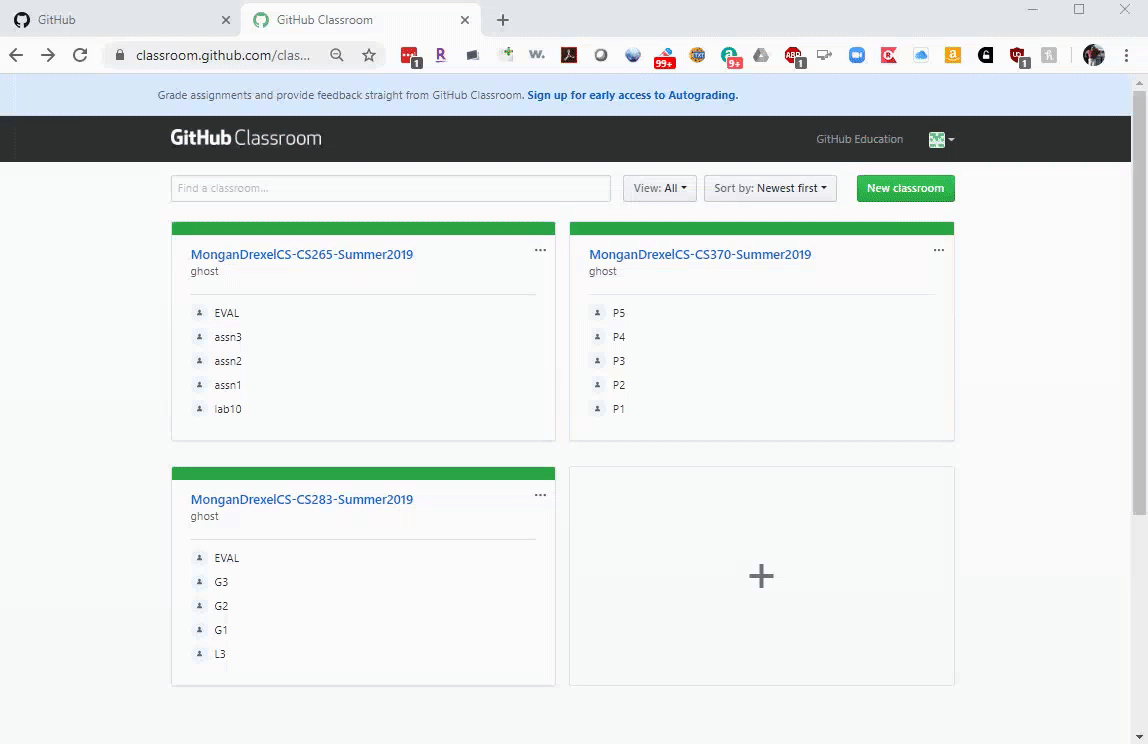 GitHub
GitHub Classroom
classroom.github.com/clas...
1
R
w.
99+
TXT
a
9+
ABP
1
a
1
Grade assignments and provide feedback straight from GitHub Classroom. Sign up for early access to Autograding.
GitHub Classroom
GitHub Education
Find a classroom...
View: All
Sort by: Newest first
New classroom
MonganDrexelCS-CS265-Summer2019
ghost
EVAL
assn3
assn2
assn1
lab10
MonganDrexelCS-CS370-Summer2019
ghost
P5
P4
P3
P2
P1
MonganDrexelCS-CS283-Summer2019
ghost
EVAL
G3
G2
G1
L3